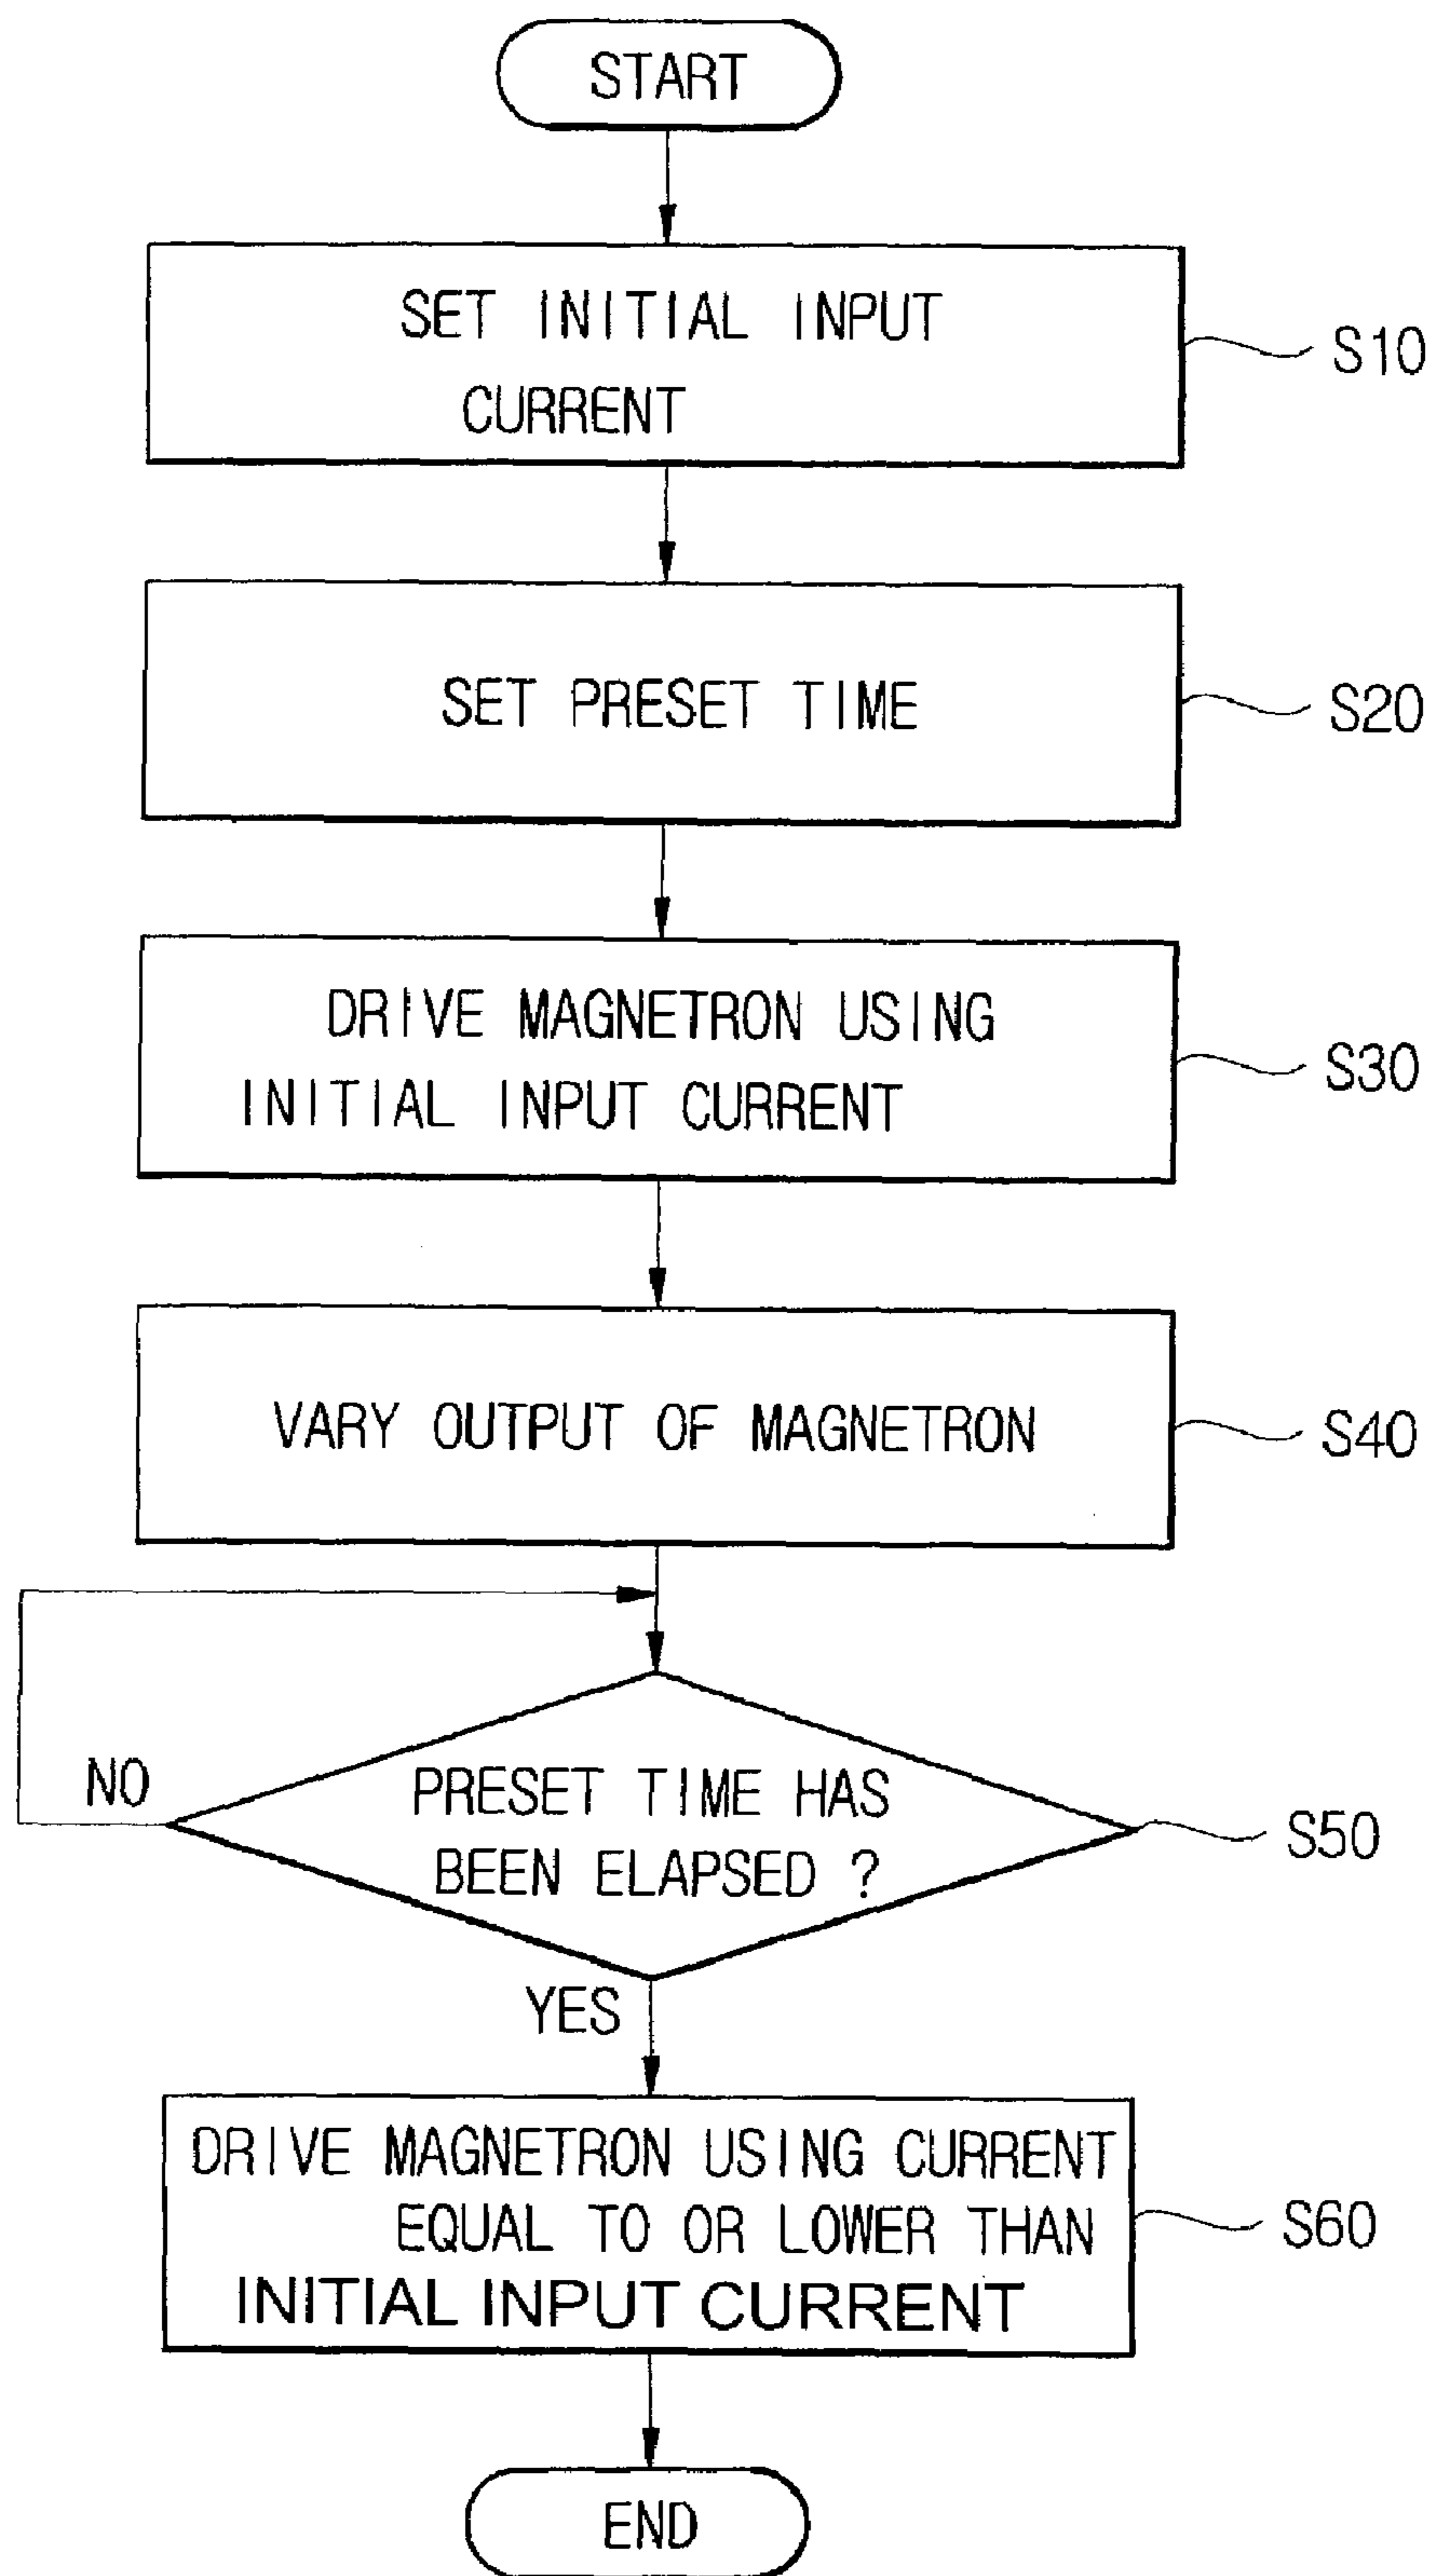 START
SET INITIAL INPUT
CURRENT
S10
SET PRESET TIME
S20
DRIVE MAGNETRON USING
INITIAL INPUT CURRENT
S30
VARY OUTPUT OF MAGNETRON
S40
NO
PRESET TIME HAS
BEEN ELAPSED ?
S50
YES
DRIVE MAGNETRON USING CURRENT
EQUAL TO OR LOWER THAN
INITIAL INPUT CURRENT
S60
END